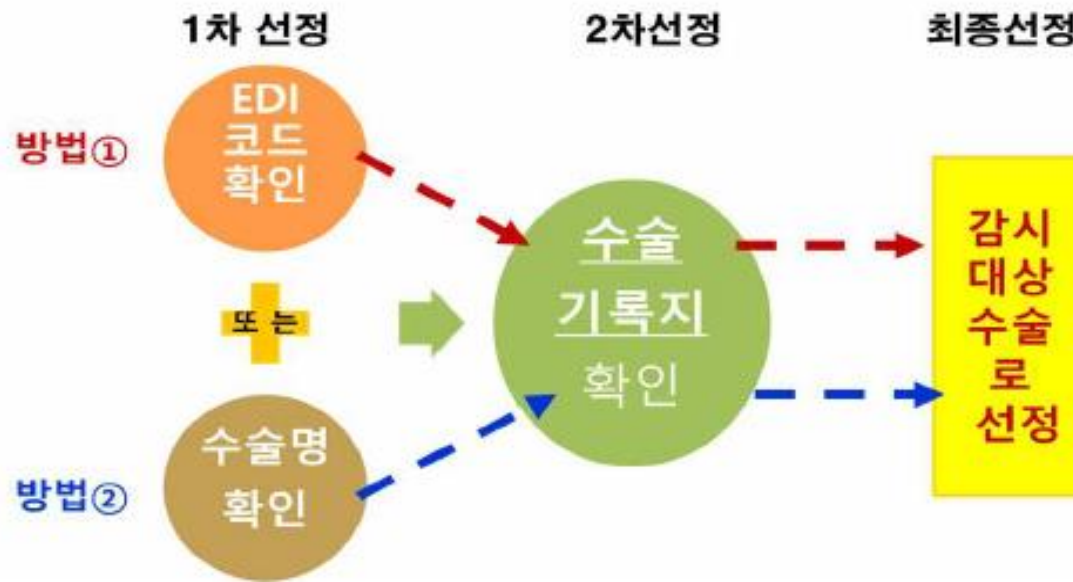 1차 선정
2차선정
최종선정
방법①
EDI
코드
확인
또 는
방법②
수술명
확인
수술
기록지
확인
감시
대상
수술
로
선정